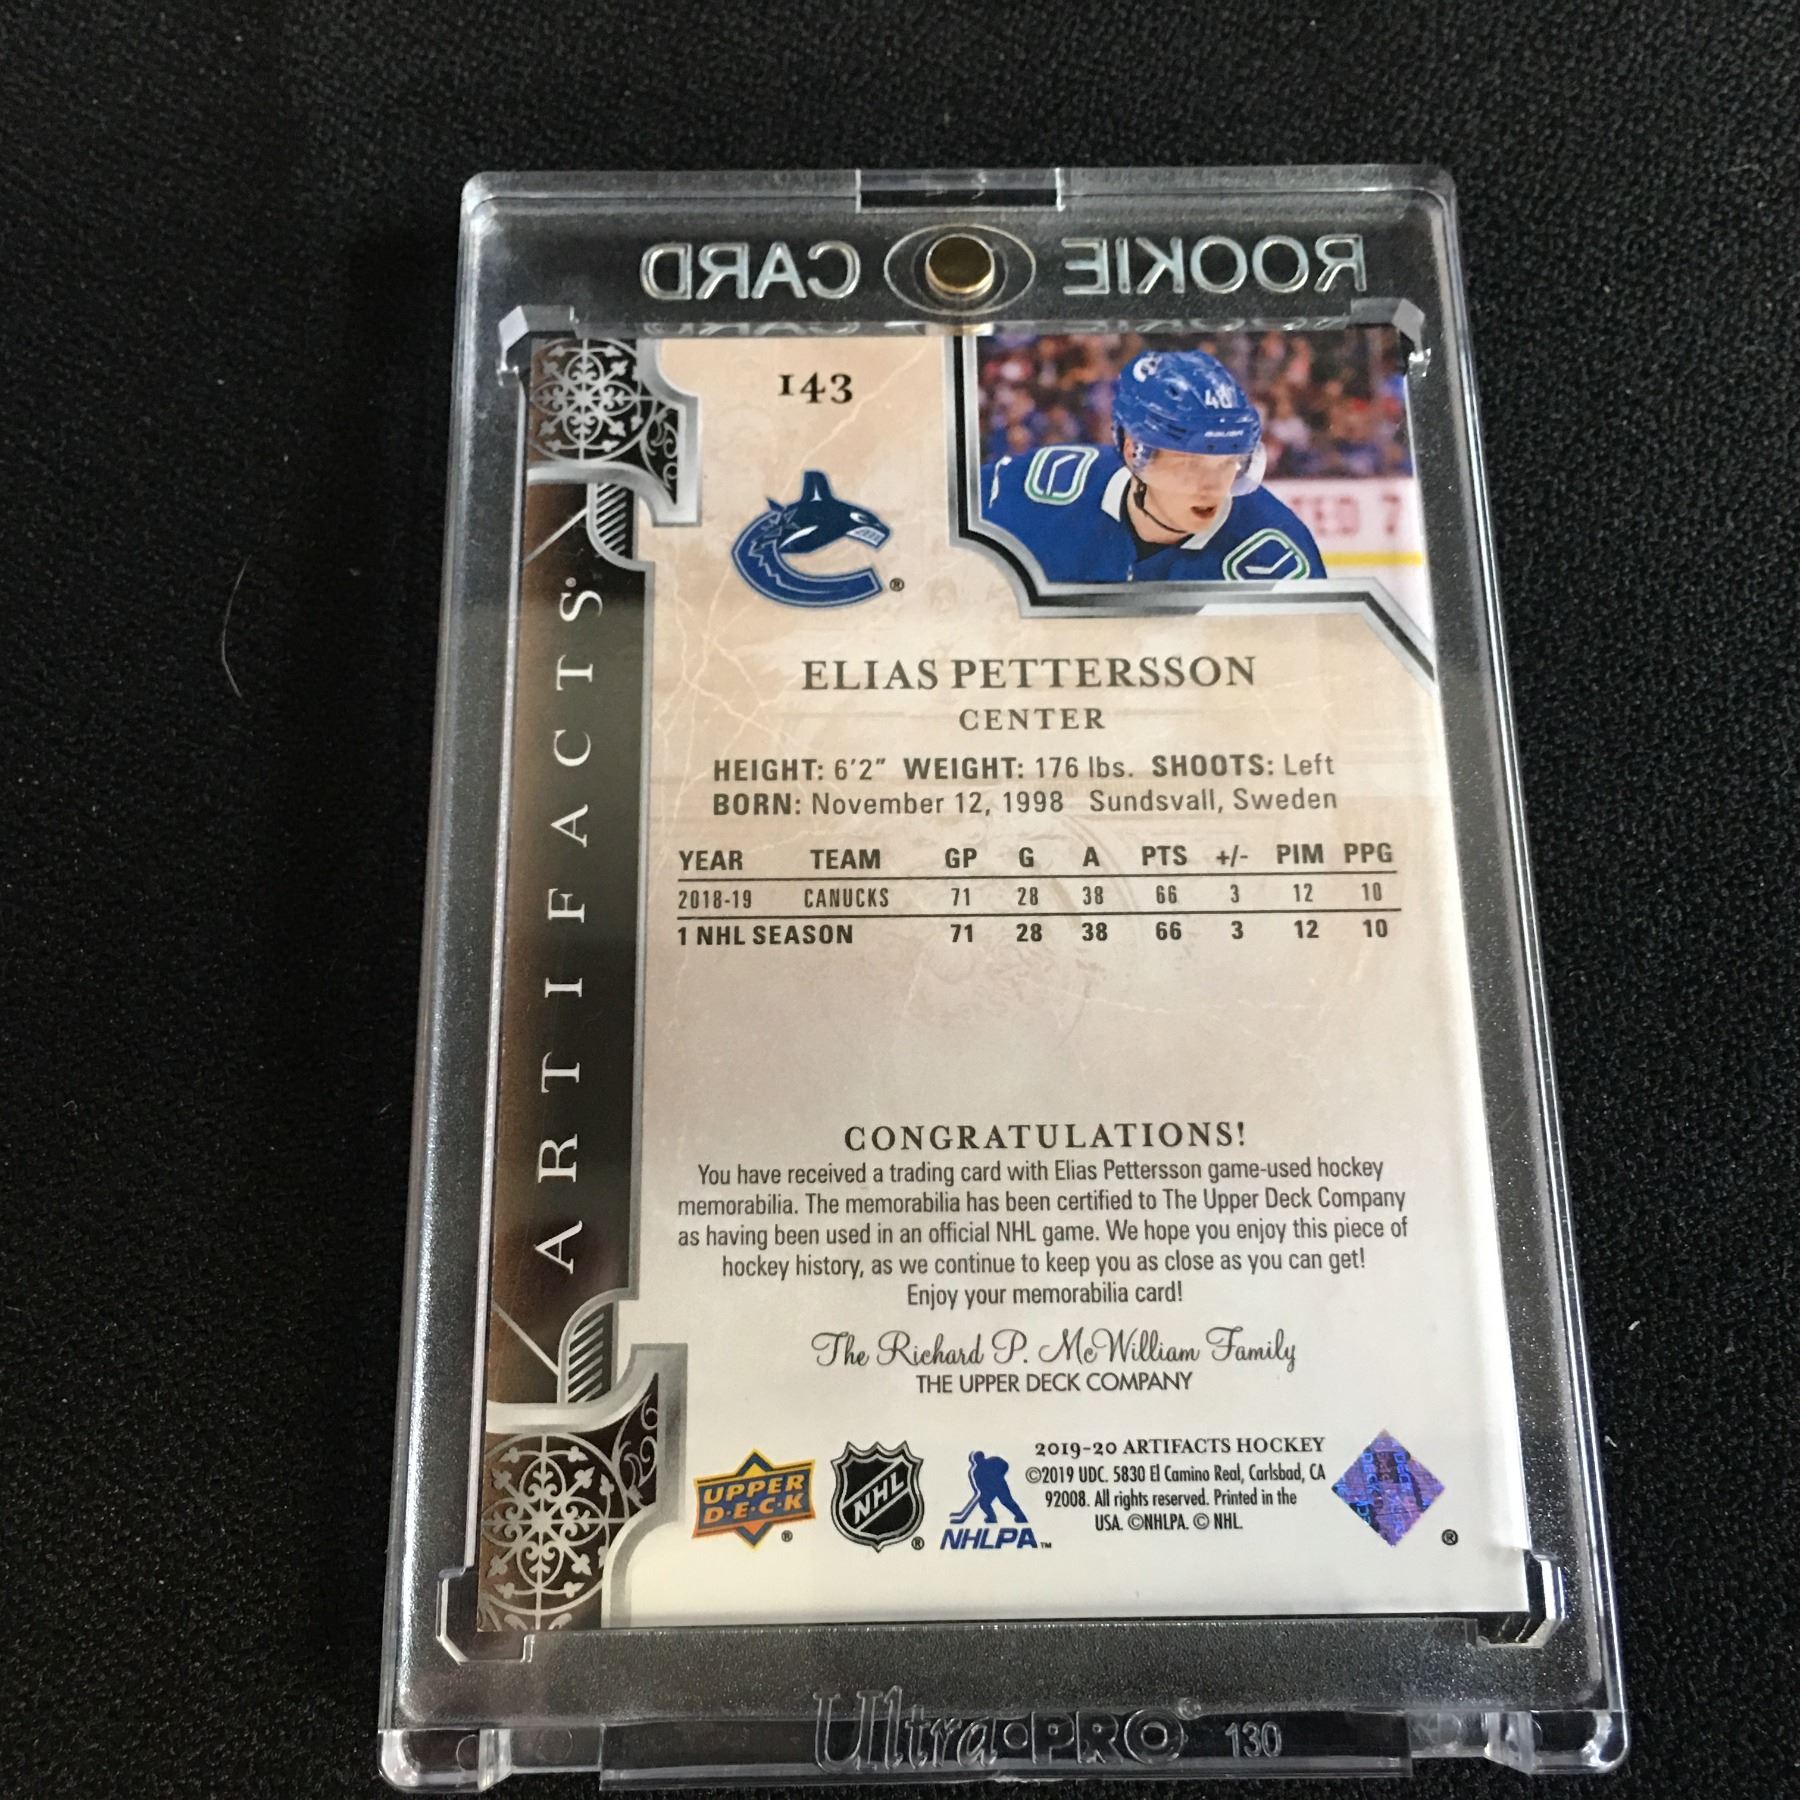 ROOKIE CARD
143
40
®
ARTIFACTS
ELIAS PETTERSSON
CENTER
HEIGHT: 6'2" WEIGHT: 176 lbs. SHOOTS: Left
BORN: November 12, 1998 Sundsvall, Sweden
YEAR TEAM GP G A PTS +/- PIM PPG
2018-19 CANUCKS 71 28 38 66 3 12 10
1 NHL SEASON 71 28 38 66 3 12 10
CONGRATULATIONS!
You have received a trading card with Elias Pettersson game-used hockey
memorabilia. The memorabilia has been certified to The Upper Deck Company
as having been used in an official NHL game. We hope you enjoy this piece of
hockey history, as we continue to keep you as close as you can get!
Enjoy your memorabilia card!
The Richard P. McWilliam Family
THE UPPER DECK COMPANY
UPPER
D·E·C·K ®
NHL ®
NHLPA™
2019-20 ARTIFACTS HOCKEY
©2019 UDC. 5830 El Camino Real, Carlsbad, CA
92008. All rights reserved. Printed in the
USA. ©NHLPA. © NHL.
®
Ultra·PRO® 130